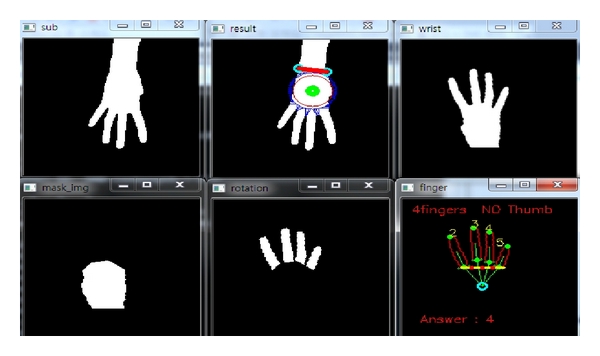 sub
result
wrist
mask_img
rotation
finger
4fingers NO Thumb
2 3 4 5
Answer : 4